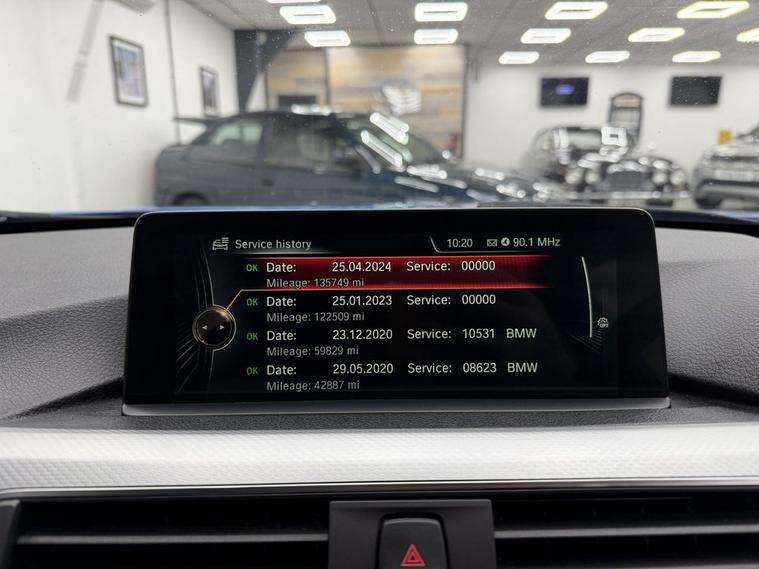 Service history 10:20 90.1 MHz
OK Date: 25.04.2024 Service: 00000
Mileage: 135749 mi
OK Date: 25.01.2023 Service: 00000
Mileage: 122509 mi
OK Date: 23.12.2020 Service: 10531 BMW
Mileage: 59829 mi
OK Date: 29.05.2020 Service: 08623 BMW
Mileage: 42887 mi